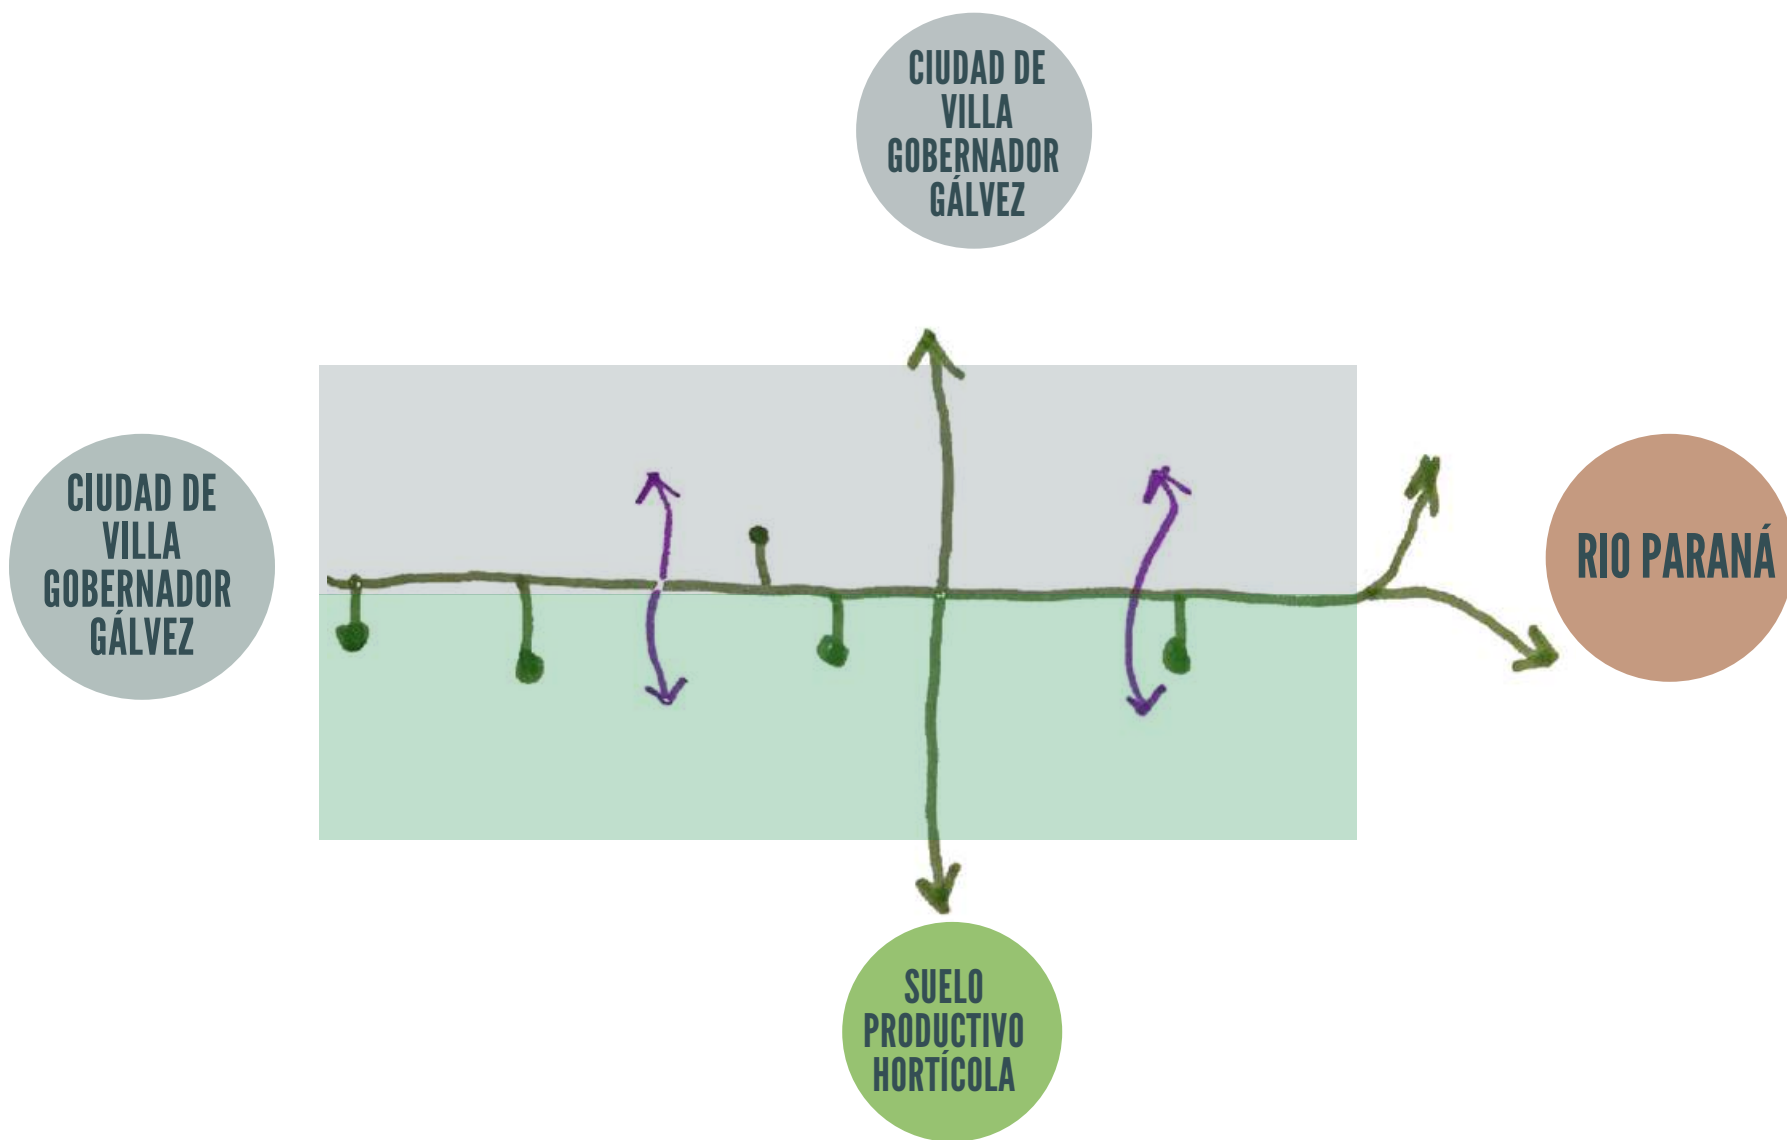 CIUDAD DE
VILLA
GOBERNADOR
GÁLVEZ
CIUDAD DE
VILLA
GOBERNADOR
GÁLVEZ
RIO PARANÁ
SUELO
PRODUCTIVO
HORTÍCOLA